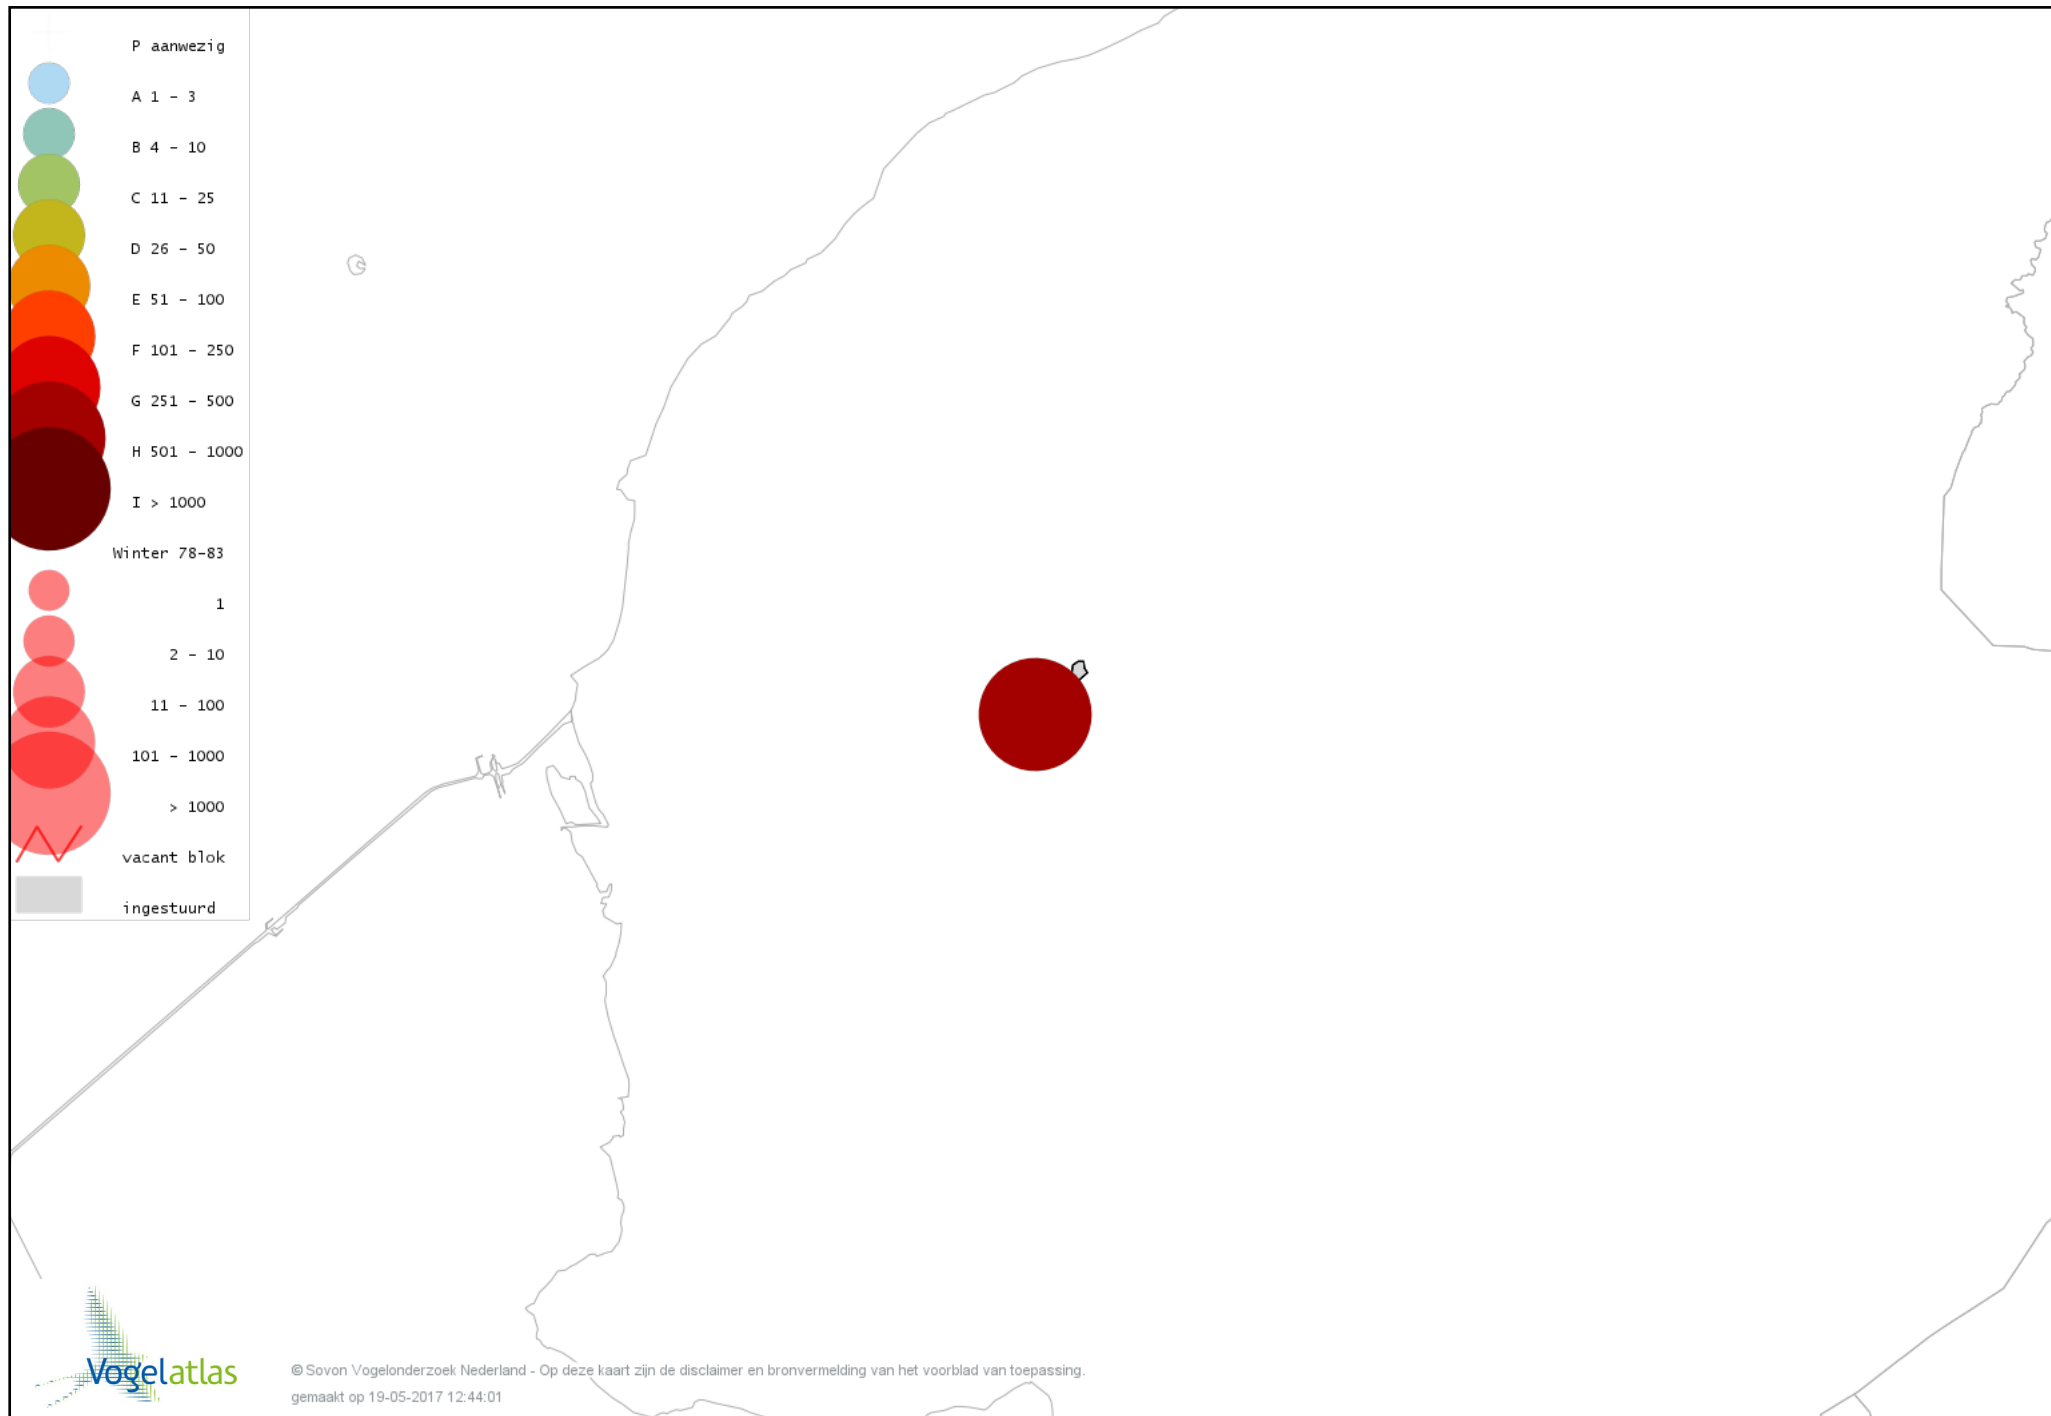 P aanwezig
A 1 - 3
B 4 - 10
C 11 - 25
D 26 - 50
E 51 - 100
F 101 - 250
G 251 - 500
H 501 - 1000
I > 1000
Winter 78-83
1
2 - 10
11 - 100
101 - 1000
> 1000
vacant blok
ingestuurd
Vogelatlas
© Sovon Vogelonderzoek Nederland - Op deze kaart zijn de disclaimer en bronvermelding van het voorblad van toepassing.
gemaakt op 19-05-2017 12:44:01